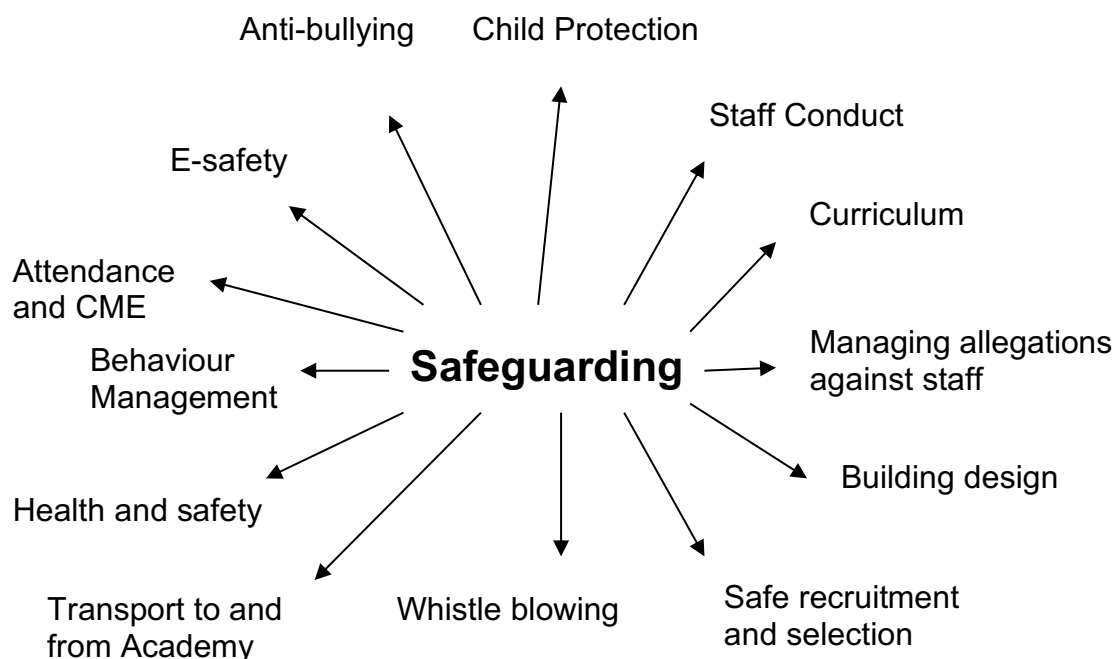 Anti-bullying
Child Protection
Staff Conduct
E-safety
Curriculum
Attendance
and CME
Managing allegations
against staff
Behaviour
Management
Safeguarding
Building design
Health and safety
Transport to and
from Academy
Whistle blowing
Safe recruitment
and selection